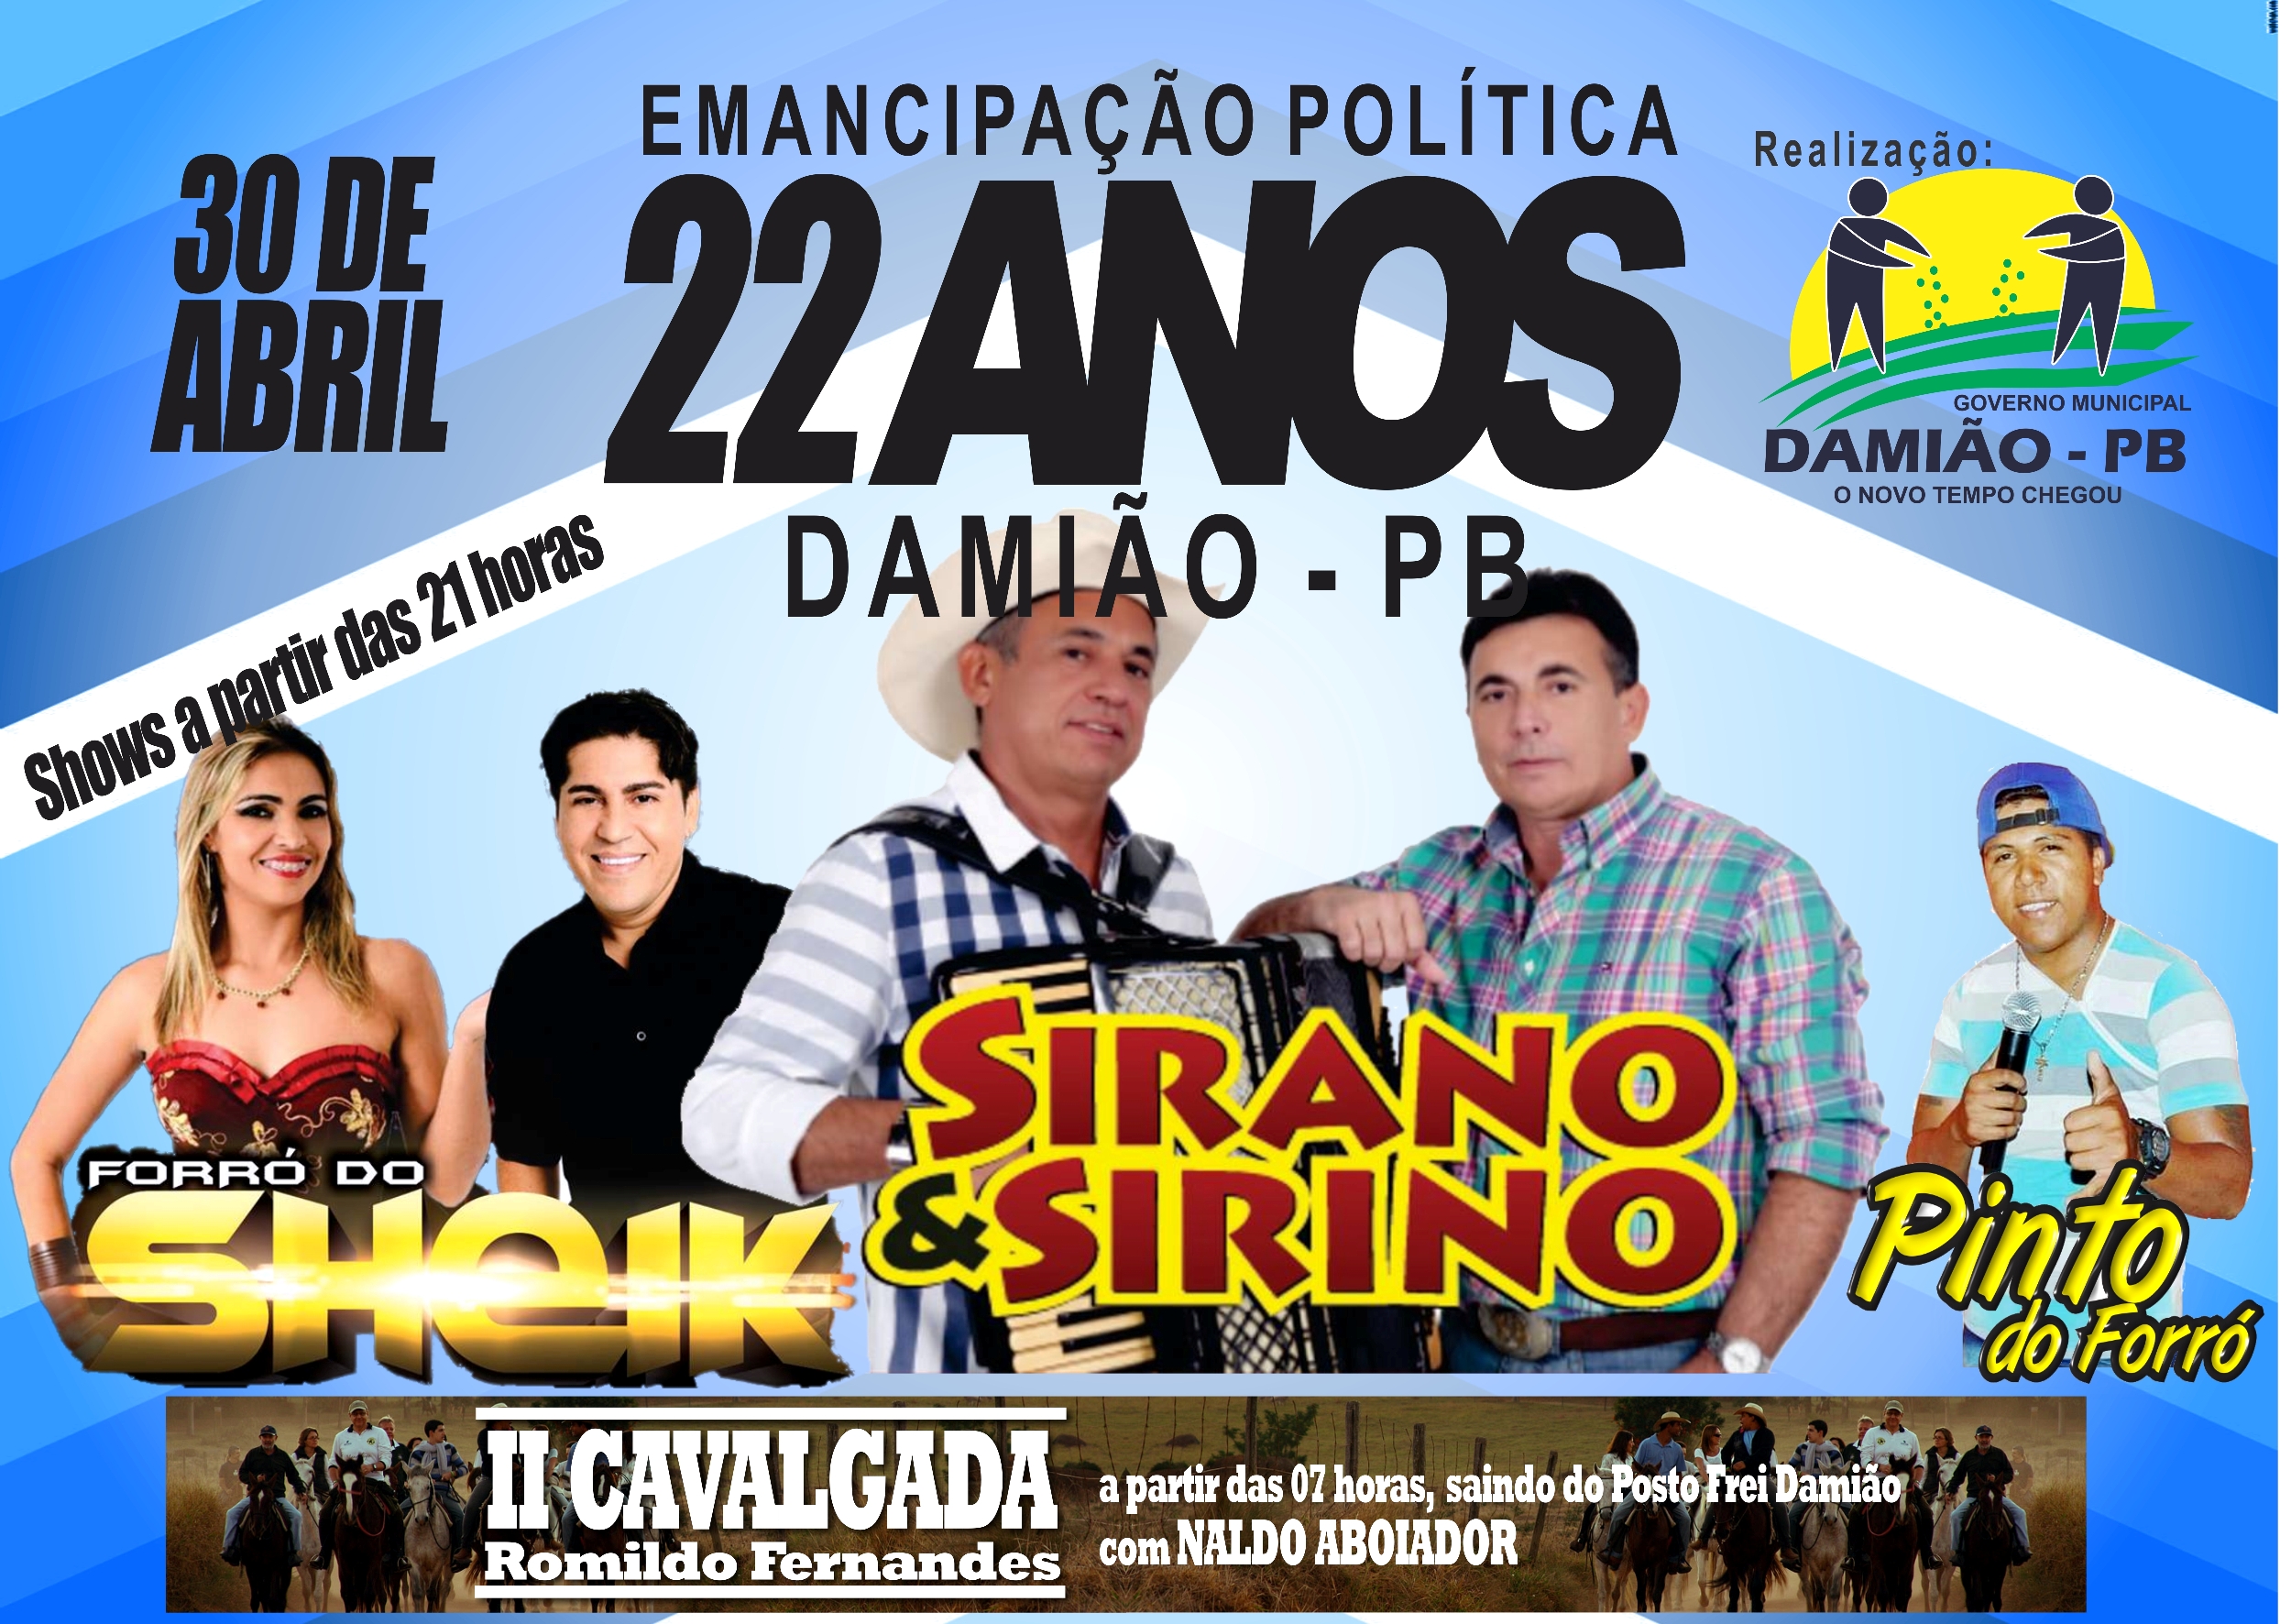 EMANCIPAÇÃO POLÍTICA
30 DE
ABRIL
22 ANOS
DAMIÃO - PB
Realização:
GOVERNO MUNICIPAL
DAMIÃO - PB
O NOVO TEMPO CHEGOU
Shows a partir das 21 horas
FORRÓ DO
SHEIK
SIRANO
& SIRINO
Pinto
do Forró
II CAVALGADA
Romildo Fernandes
a partir das 07 horas, saindo do Posto Frei Damião
com NALDO ABOIADOR